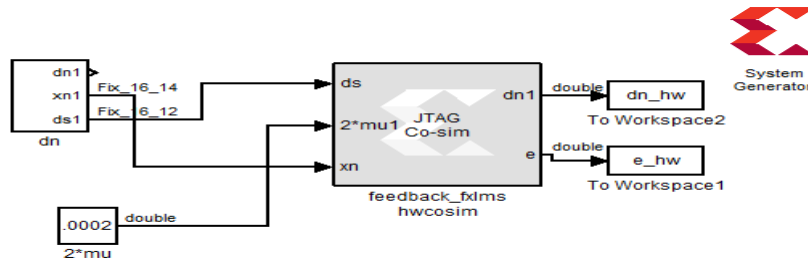 dn1
xn1
ds1
dn
Fix_16_14
Fix_16_12
.0002
2*mu
double
ds
2*mu1
xn
JTAG
Co-sim
dn1
e
feedback_fxlms
hwcosim
double
dn_hw
To Workspace2
double
e_hw
To Workspace1
System
Generator